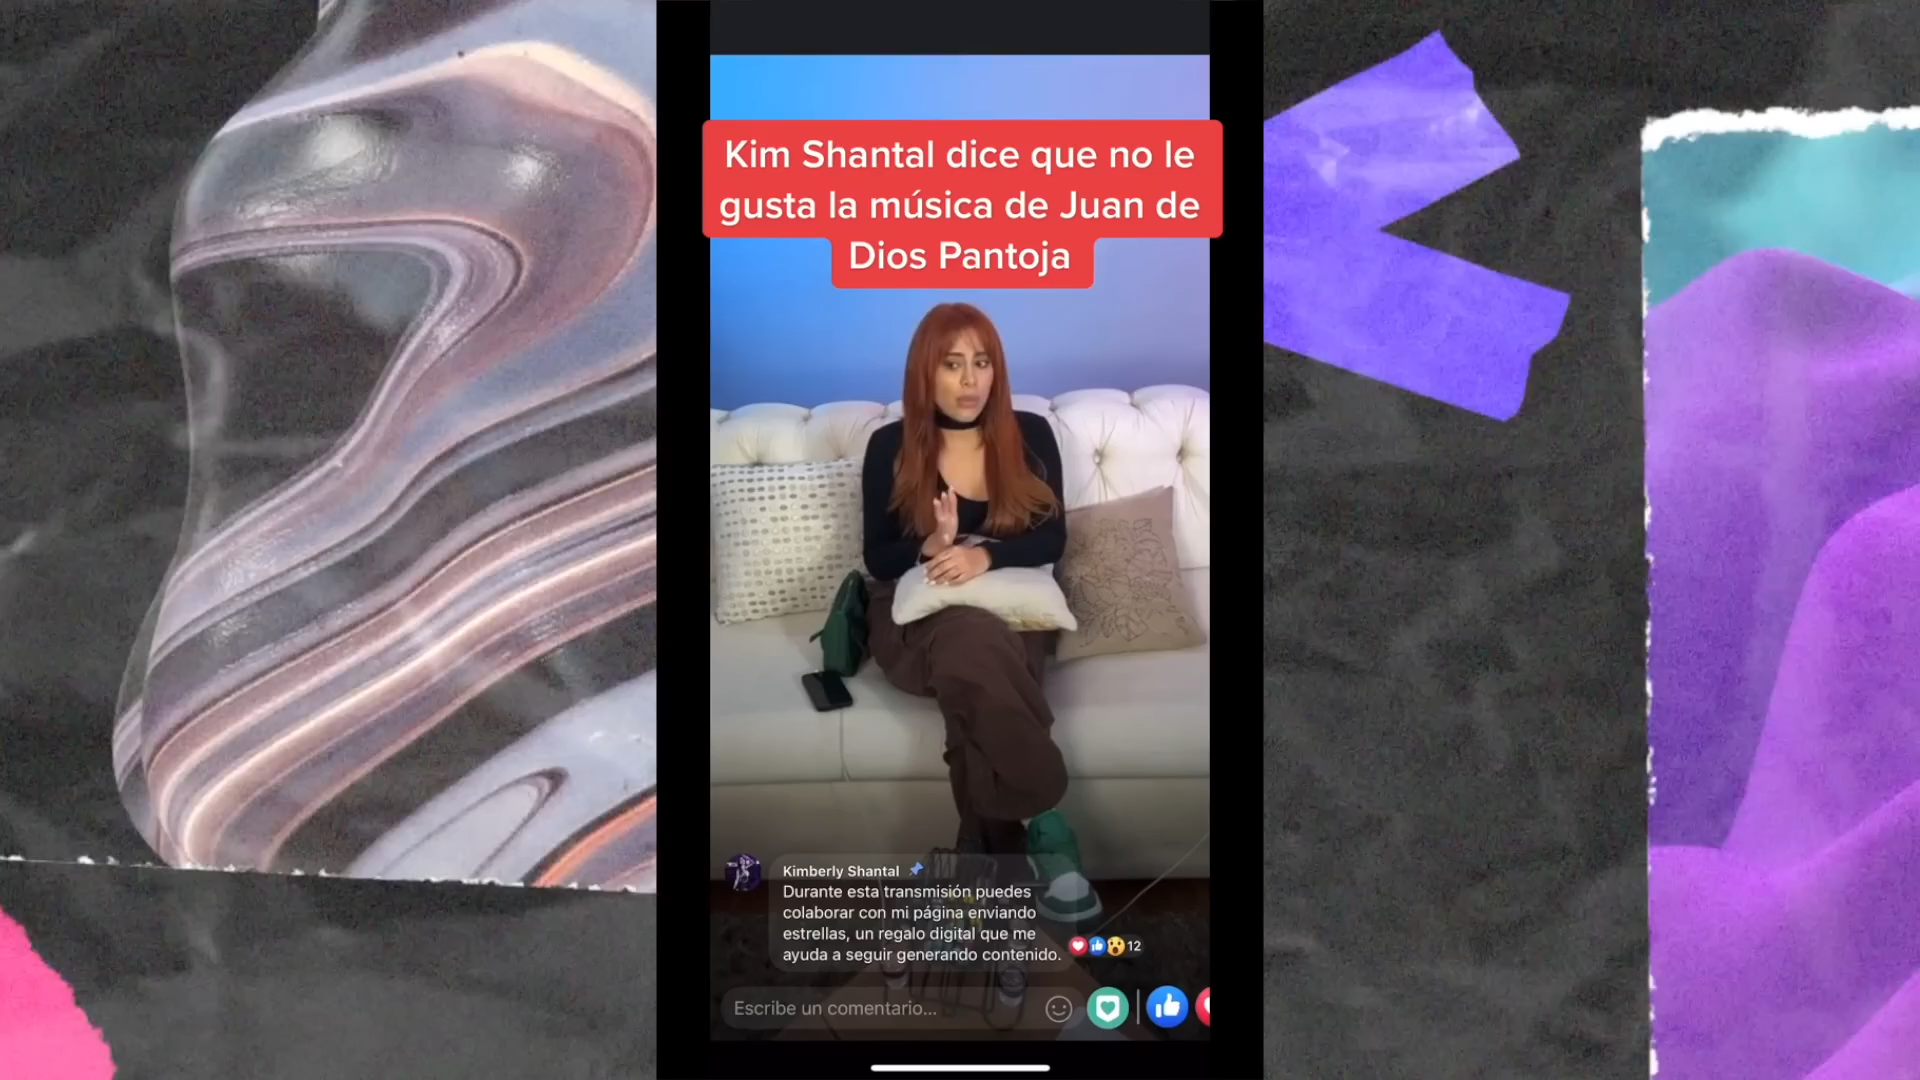 Kim Shantal dice que no le
gusta la música de Juan de
Dios Pantoja
Kimberly Shantal
Durante esta transmisión puedes
colaborar con mi página enviando
estrellas, un regalo digital que me
ayuda a seguir generando contenido.
12
Escribe un comentario...